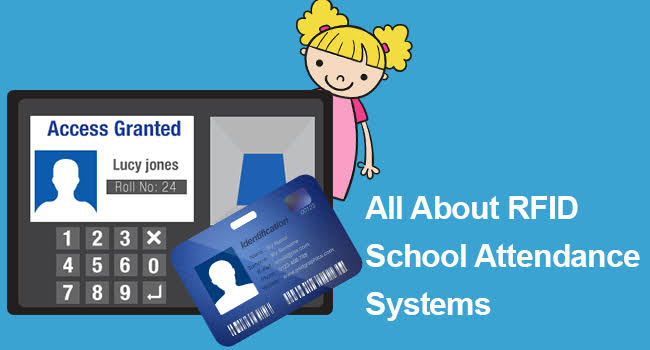 Access Granted
Lucy jones
Roll No: 24
1 2 3 ×
4 5 6 0
7 8 9 ↵
Identification
00125
All About RFID
School Attendance
Systems